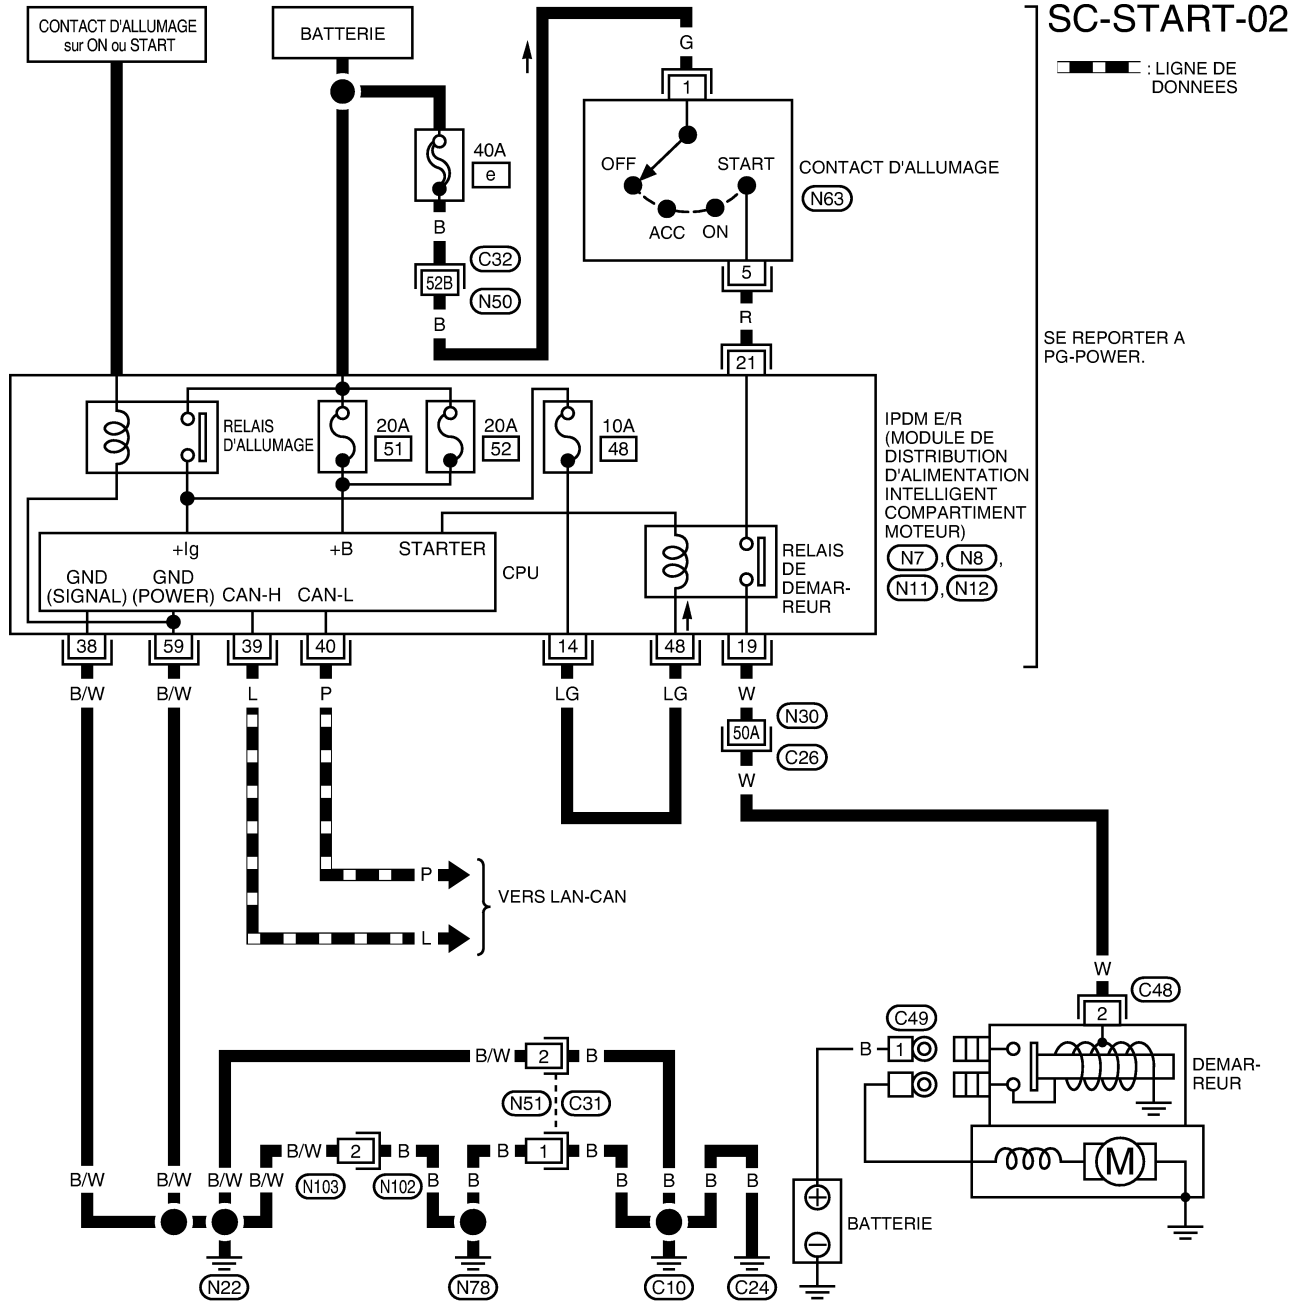 SC-START-02
: LIGNE DE
DONNEES
CONTACT D'ALLUMAGE
sur ON ou START
BATTERIE
40A
e
B
C32
52B
N50
B
G
1
OFF
START
ACC
ON
CONTACT D'ALLUMAGE
N63
5
R
21
SE REPORTER A
PG-POWER.
RELAIS
D'ALLUMAGE
20A
51
20A
52
10A
48
IPDM E/R
(MODULE DE
DISTRIBUTION
D'ALIMENTATION
INTELLIGENT
COMPARTIMENT
MOTEUR)
N7 , N8 ,
N11 , N12
+Ig
+B
STARTER
GND
(SIGNAL)
GND
(POWER)
CAN-H
CAN-L
CPU
RELAIS
DE
DEMAR-
REUR
38
59
39
40
14
48
19
B/W
B/W
L
P
LG
LG
W
N30
50A
C26
W
P
L
VERS LAN-CAN
W
C48
2
C49
B
1
DEMAR-
REUR
M
BATTERIE
B/W
2
B
N51
C31
B/W
2
B
N103
N102
B
1
B
B/W
B/W
B/W
B/W
B
B
B
B
B
B
N22
N78
C10
C24